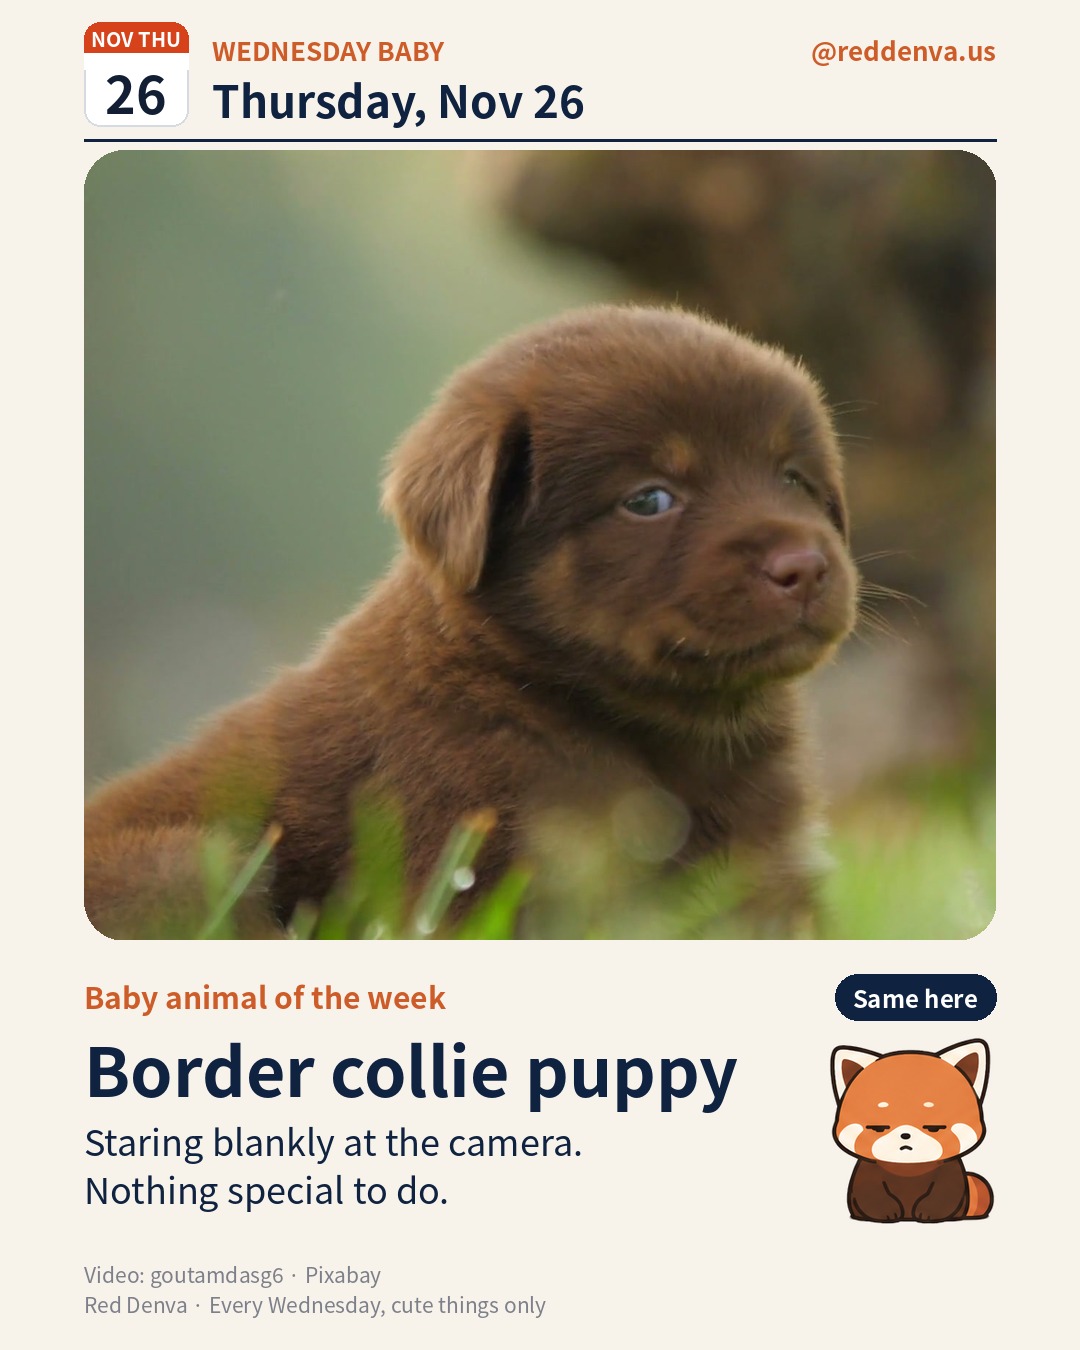 NOV THU
26
WEDNESDAY BABY
Thursday, Nov 26
@reddenva.us
Baby animal of the week
Same here
Border collie puppy
Staring blankly at the camera.
Nothing special to do.
Video: goutamdasg6 · Pixabay
Red Denva · Every Wednesday, cute things only